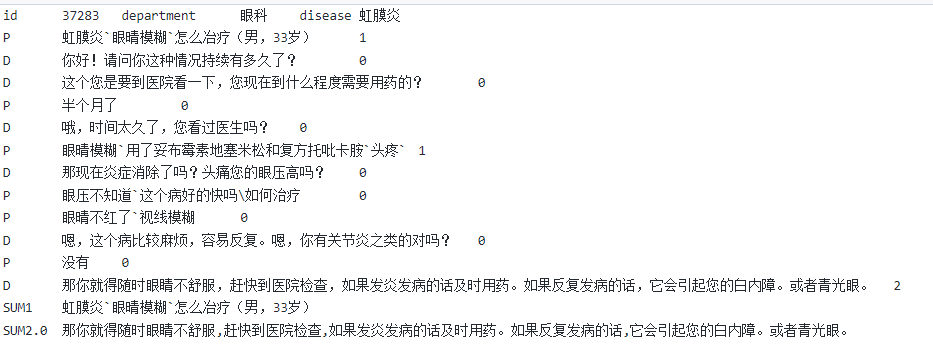 id 37283 department 眼科 disease 虹膜炎
P 虹膜炎`眼睛模糊`怎么冶疗（男，33岁） 1
D 你好！请问你这种情况持续有多久了？ 0
D 这个您是要到医院看一下，您现在到什么程度需要用药的？ 0
P 半个月了 0
D 哦，时间太久了，您看过医生吗？ 0
P 眼睛模糊`用了妥布霉素地塞米松和复方托吡卡胺`头疼` 1
D 那现在炎症消除了吗？头痛您的眼压高吗？ 0
P 眼压不知道`这个病好的快吗\如何治疗 0
P 眼睛不红了`视线模糊 0
D 嗯，这个病比较麻烦，容易反复。嗯，你有关节炎之类的对吗？ 0
P 没有 0
D 那你就得随时眼睛不舒服，赶快到医院检查，如果发炎发病的话及时用药。如果反复发病的话，它会引起您的白内障。或者青光眼。 2
SUM1 虹膜炎`眼睛模糊`怎么冶疗（男，33岁）
SUM2.0 那你就得随时眼睛不舒服,赶快到医院检查,如果发炎发病的话及时用药。如果反复发病的话,它会引起您的白内障。或者青光眼。